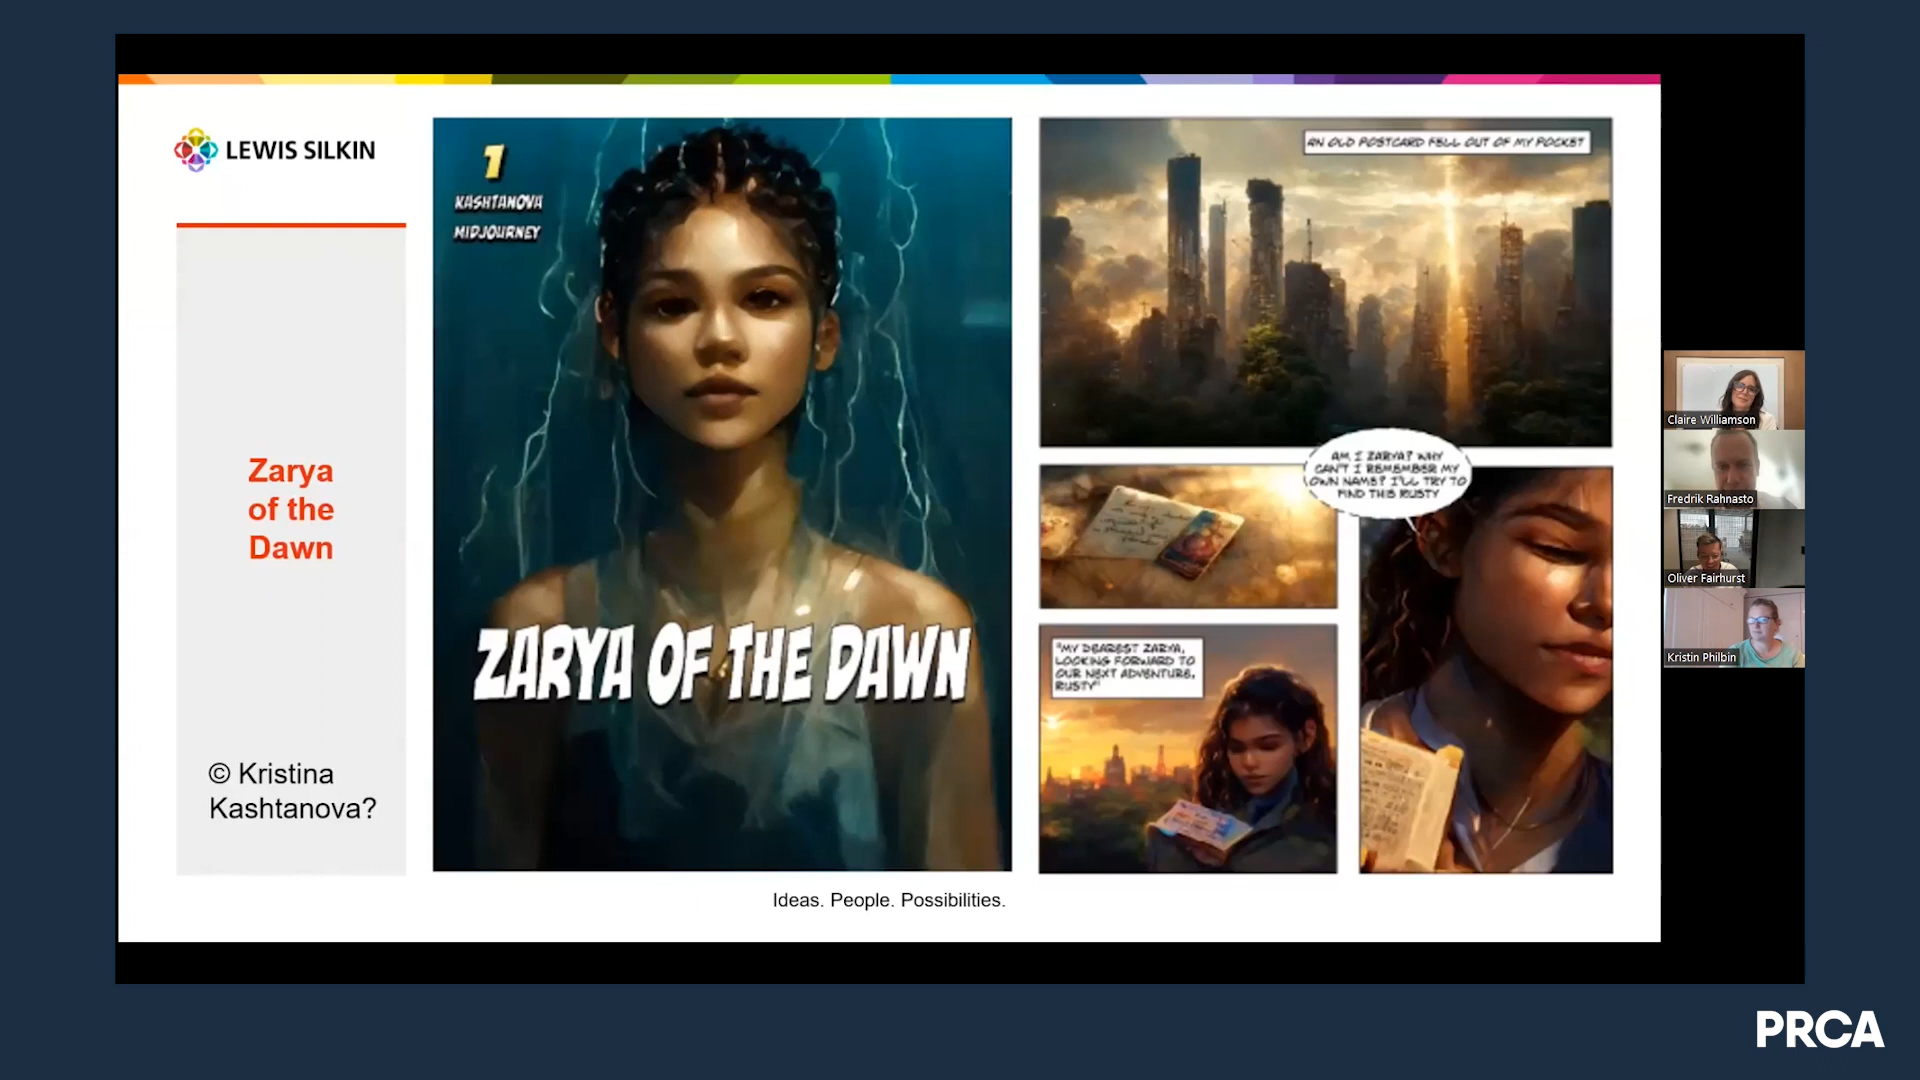 LEWIS SILKIN
Zarya
of the
Dawn
© Kristina
Kashtanova?
1
KASHTANOVA
MIDJOURNEY
ZARYA OF THE DAWN
AN OLD POSTCARD FELL OUT OF MY POCKET
AM I ZARYA? WHY
CAN'T I REMEMBER MY
OWN NAME? I'LL TRY TO
FIND THIS RUSTY
"MY DEAREST ZARYA,
LOOKING FORWARD TO
OUR NEXT ADVENTURE,
RUSTY"
Ideas. People. Possibilities.
Claire Williamson
Fredrik Rahnasto
Oliver Fairhurst
Kristin Philbin
PRCA